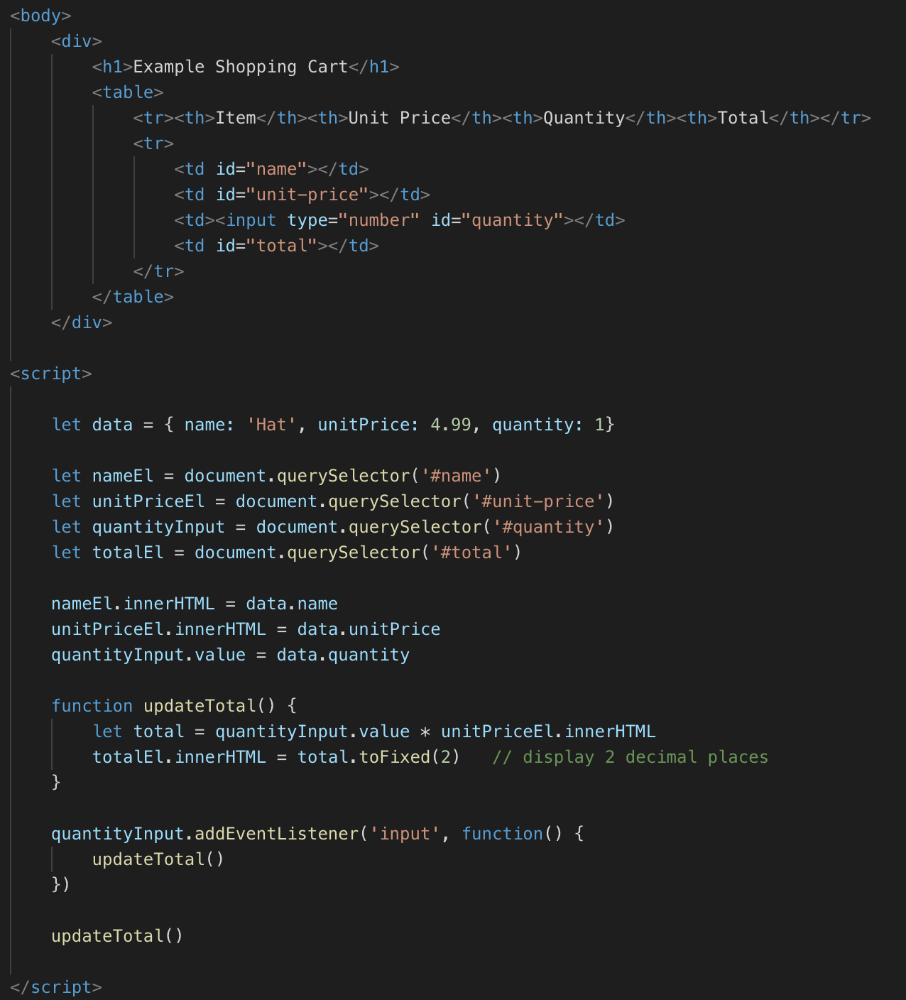 <body>
    <div>
        <h1>Example Shopping Cart</h1>
        <table>
            <tr><th>Item</th><th>Unit Price</th><th>Quantity</th><th>Total</th></tr>
            <tr>
                <td id="name"></td>
                <td id="unit-price"></td>
                <td><input type="number" id="quantity"></td>
                <td id="total"></td>
            </tr>
        </table>
    </div>

<script>

    let data = { name: 'Hat', unitPrice: 4.99, quantity: 1}

    let nameEl = document.querySelector('#name')
    let unitPriceEl = document.querySelector('#unit-price')
    let quantityInput = document.querySelector('#quantity')
    let totalEl = document.querySelector('#total')

    nameEl.innerHTML = data.name
    unitPriceEl.innerHTML = data.unitPrice
    quantityInput.value = data.quantity

    function updateTotal() {
        let total = quantityInput.value * unitPriceEl.innerHTML
        totalEl.innerHTML = total.toFixed(2)   // display 2 decimal places
    }

    quantityInput.addEventListener('input', function() {
        updateTotal()
    })

    updateTotal()

</script>